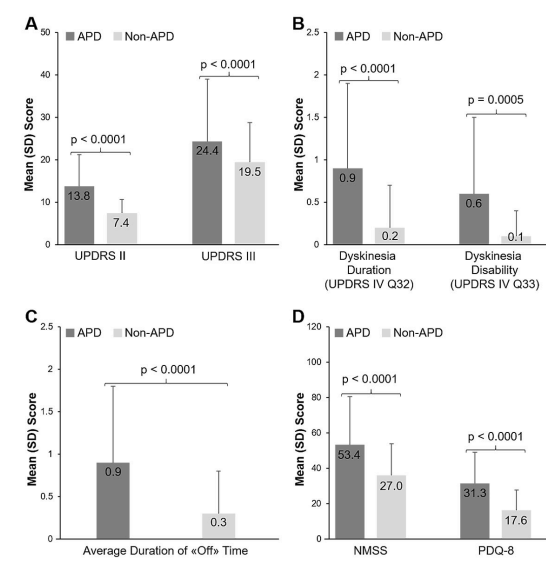 A
APD Non-APD
50
40
30
20
10
0
Mean (SD) Score
p < 0.0001
p < 0.0001
13.8
7.4
24.4
19.5
UPDRS II UPDRS III
B
APD Non-APD
2.5
2
1.5
1
0.5
0
Mean (SD) Score
p < 0.0001
p = 0.0005
0.9
0.2
0.6
0.1
Dyskinesia
Duration
(UPDRS IV Q32)
Dyskinesia
Disability
(UPDRS IV Q33)
C
APD Non-APD
2.5
2
1.5
1
0.5
0
Mean (SD) Score
p < 0.0001
0.9
0.3
Average Duration of «Off» Time
D
APD Non-APD
120
100
80
60
40
20
0
Mean (SD) Score
p < 0.0001
p < 0.0001
53.4
27.0
31.3
17.6
NMSS PDQ-8